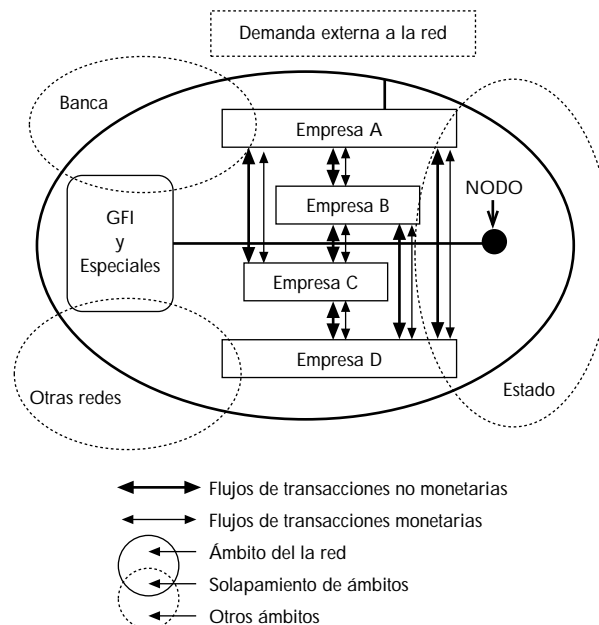 Demanda externa a la red
Banca
Empresa A
NODO
Empresa B
GFI
y
Especiales
Empresa C
Empresa D
Otras redes
Estado
Flujos de transacciones no monetarias
Flujos de transacciones monetarias
Ámbito del la red
Solapamiento de ámbitos
Otros ámbitos